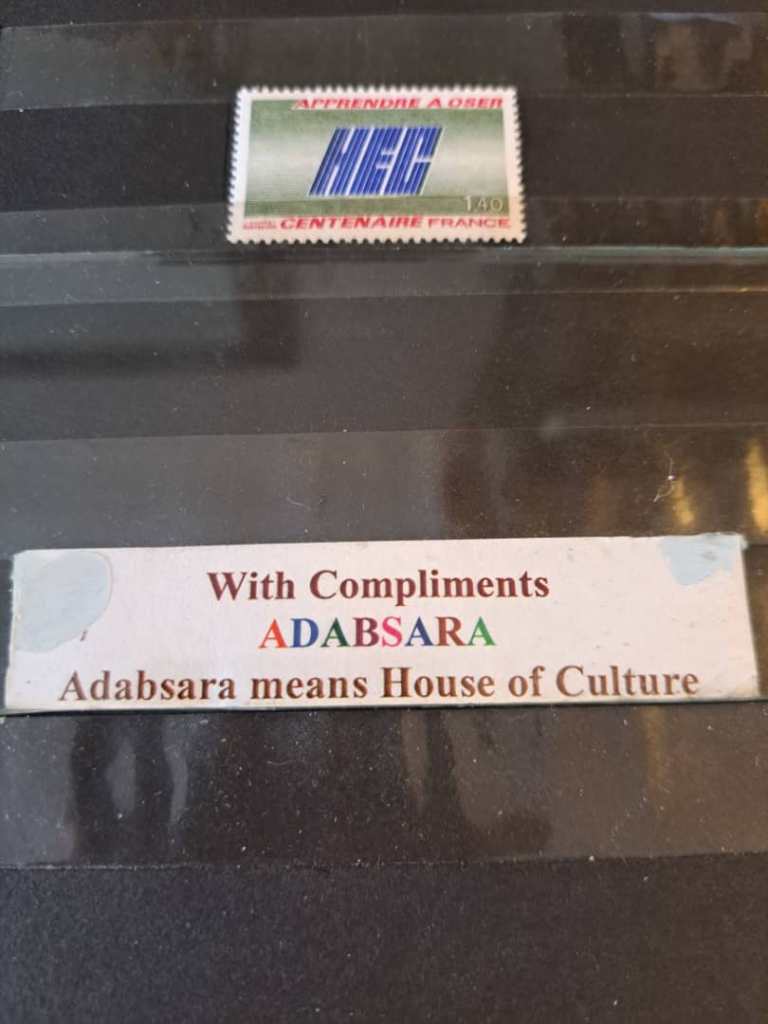 APPRENDRE A OSER
HEC
1,40
CENTENAIRE FRANCE
With Compliments
ADABSARA
Adabsara means House of Culture